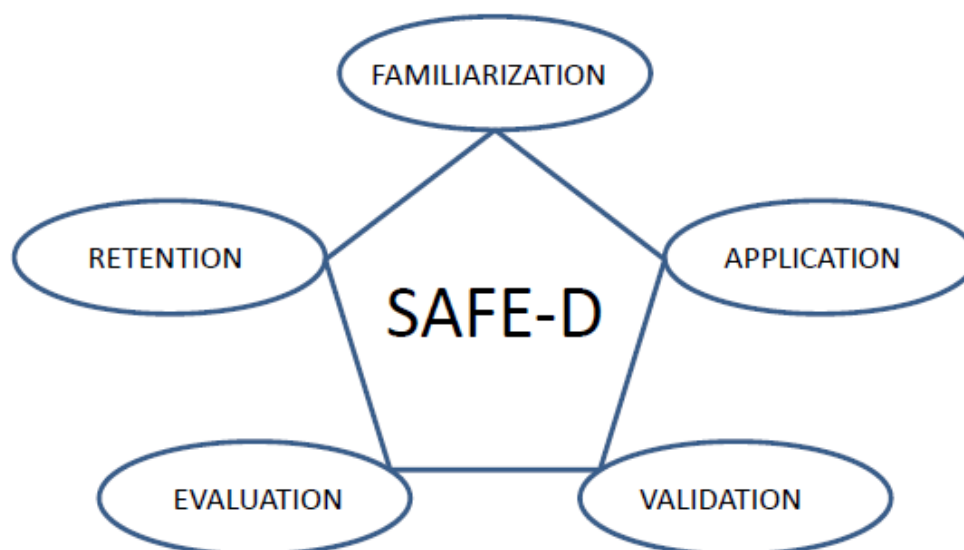 FAMILIARIZATION
RETENTION
APPLICATION
SAFE-D
EVALUATION
VALIDATION